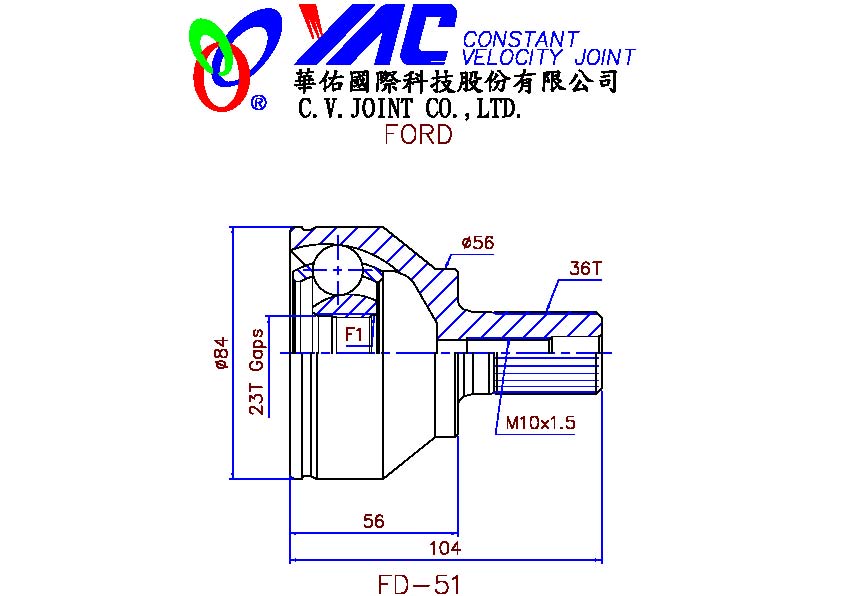 YAC CONSTANT
VELOCITY JOINT
®
華佑國際科技股份有限公司
C.V.JOINT CO.,LTD.
FORD
ø56
36T
F1
ø84
23T Gaps
M10x1.5
56
104
FD-51